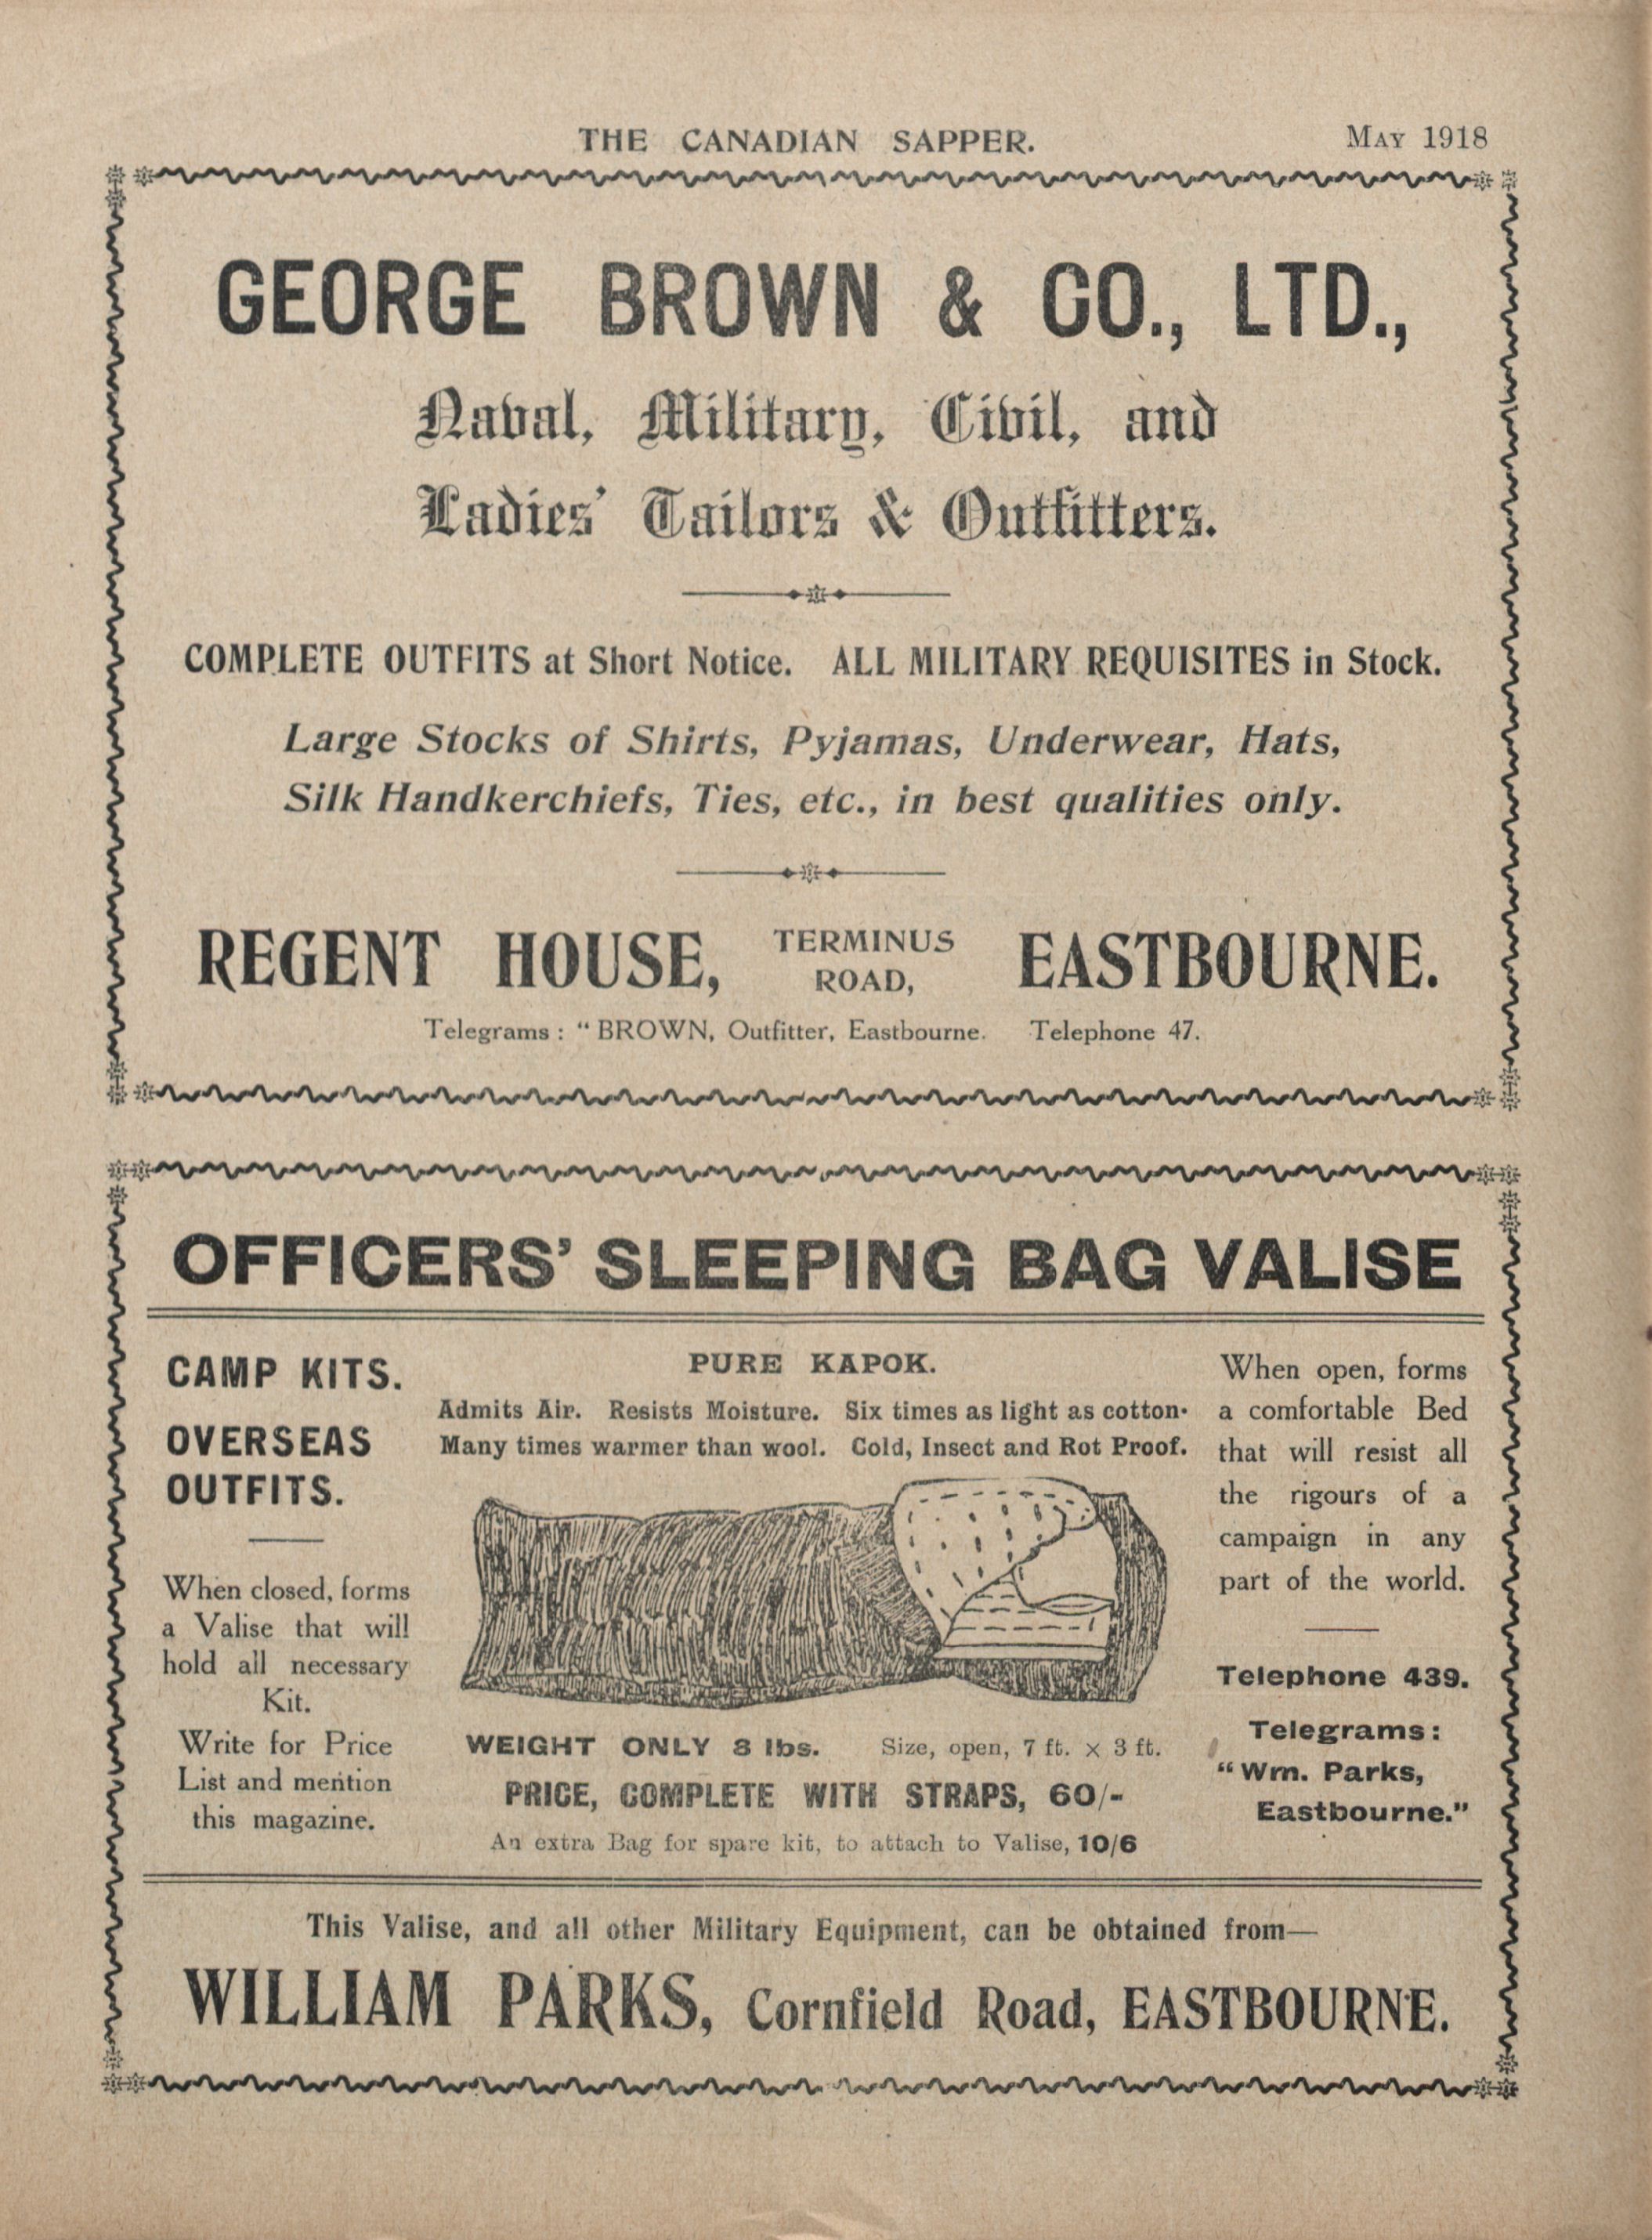 THE CANADIAN SAPPER. MAY 1918
GEORGE BROWN & CO., LTD.,
Naval, Military, Civil, and
Ladies' Tailors & Outfitters.
COMPLETE OUTFITS at Short Notice. ALL MILITARY REQUISITES in Stock.
Large Stocks of Shirts, Pyjamas, Underwear, Hats,
Silk Handkerchiefs, Ties, etc., in best qualities only.
REGENT HOUSE, TERMINUS ROAD, EASTBOURNE.
Telegrams: "BROWN, Outfitter, Eastbourne. Telephone 47.
OFFICERS' SLEEPING BAG VALISE
CAMP KITS.
OVERSEAS
OUTFITS.
When closed, forms
a Valise that will
hold all necessary
Kit.
Write for Price
List and mention
this magazine.
PURE KAPOK.
Admits Air. Resists Moisture. Six times as light as cotton.
Many times warmer than wool. Cold, Insect and Rot Proof.
WEIGHT ONLY 8 lbs. Size, open, 7 ft. × 3 ft.
PRICE, COMPLETE WITH STRAPS, 60/-
An extra Bag for spare kit, to attach to Valise, 10/6
When open, forms
a comfortable Bed
that will resist all
the rigours of a
campaign in any
part of the world.
Telephone 439.
Telegrams:
"Wm. Parks,
Eastbourne."
This Valise, and all other Military Equipment, can be obtained from—
WILLIAM PARKS, Cornfield Road, EASTBOURNE.